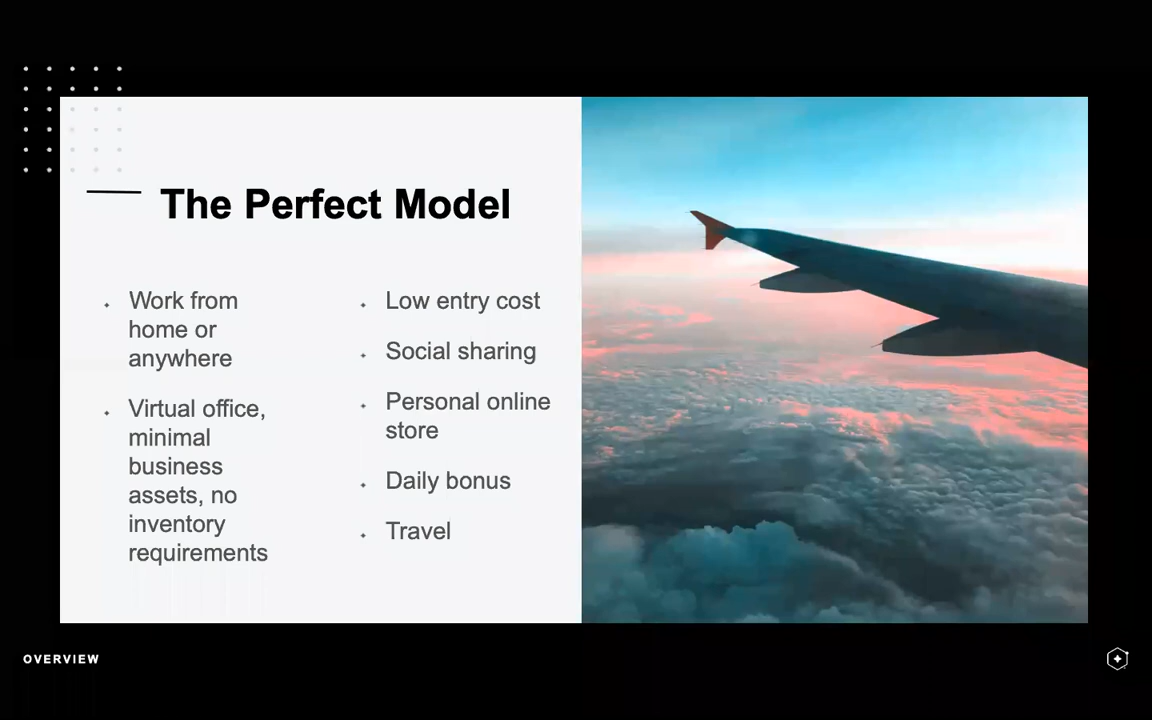 The Perfect Model
Work from
home or
anywhere
Virtual office,
minimal
business
assets, no
inventory
requirements
Low entry cost
Social sharing
Personal online
store
Daily bonus
Travel
OVERVIEW